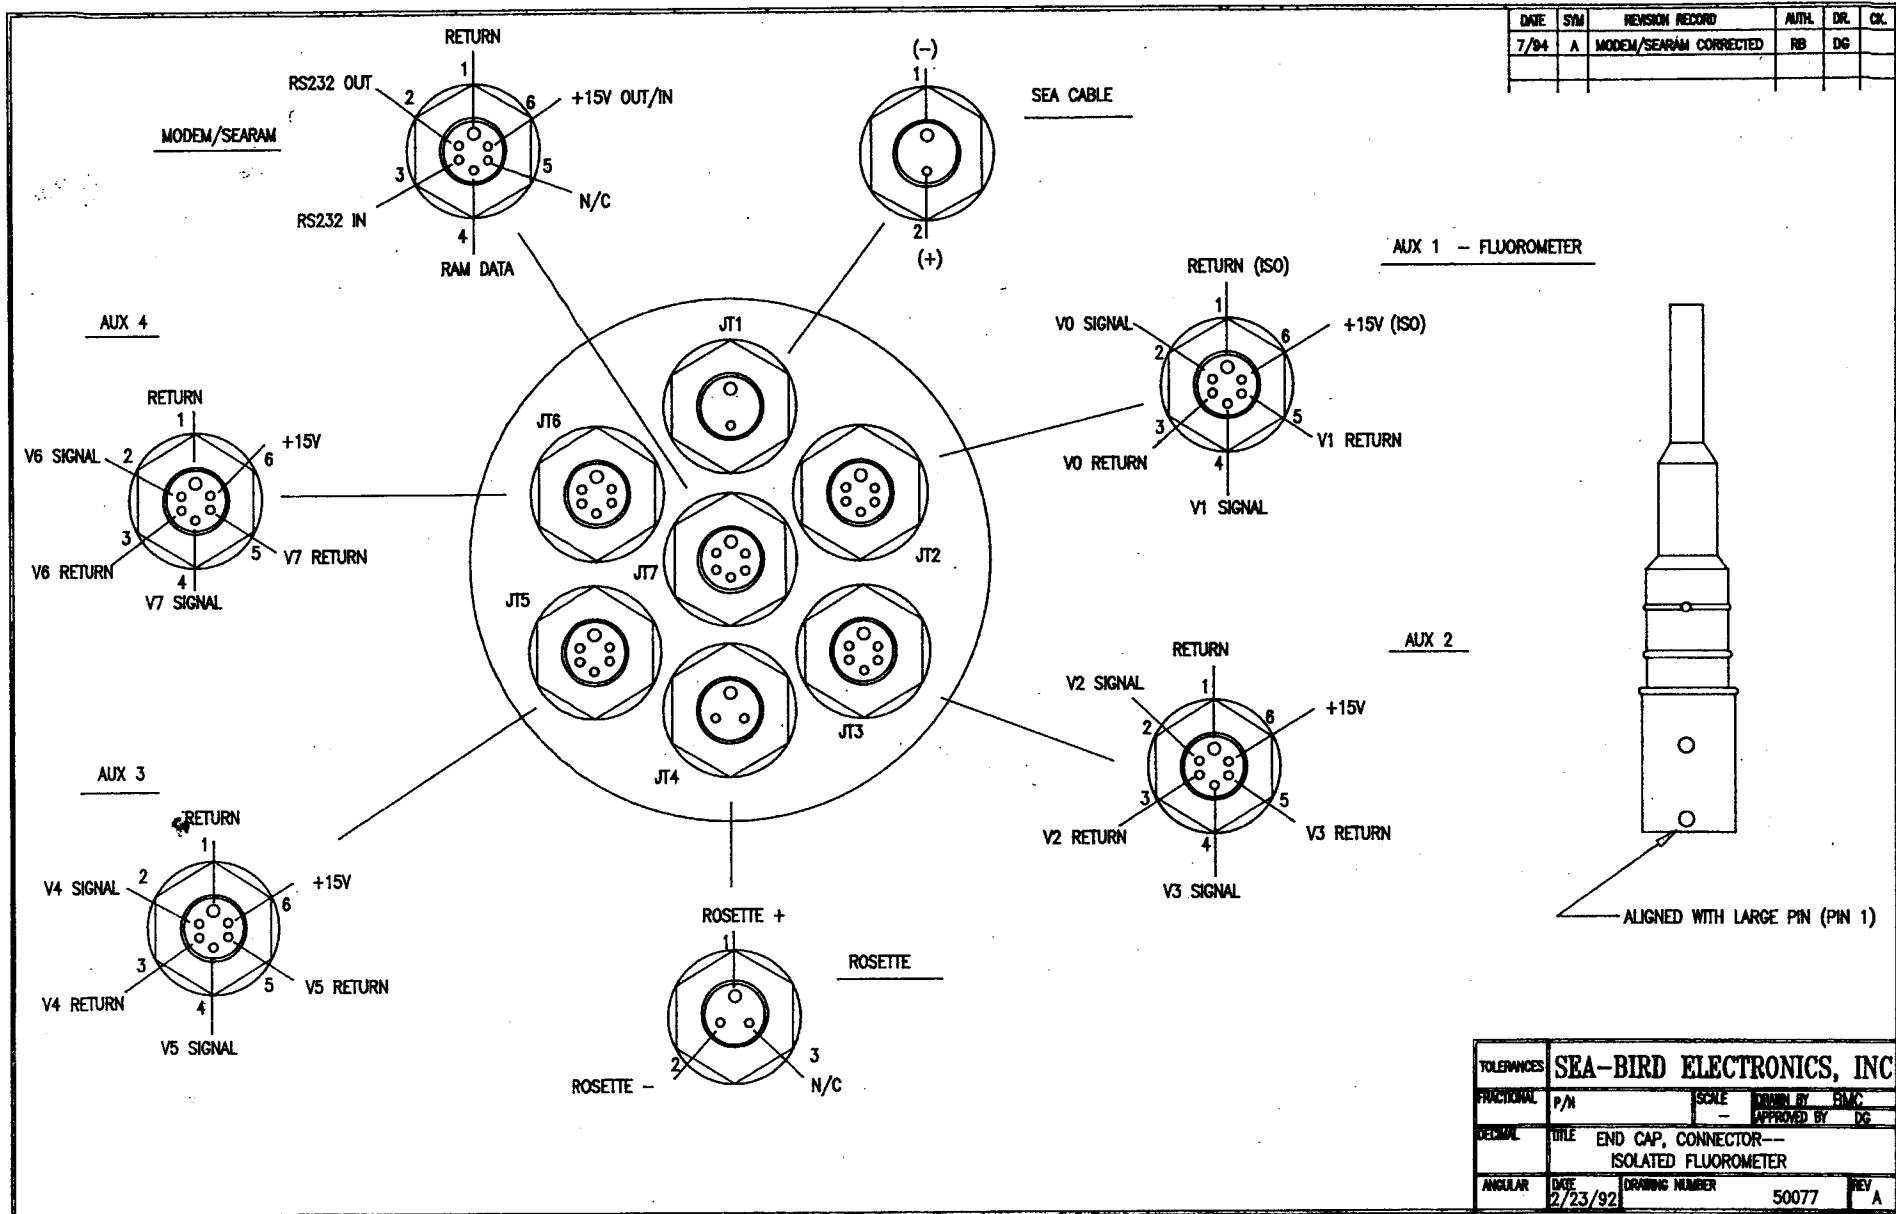 DATE SYM REVISION RECORD AUTH. DR. CK.
7/94 A MODEM/SEARAM CORRECTED RB DG
MODEM/SEARAM
RETURN
1
RS232 OUT
2
6
+15V OUT/IN
3
5
RS232 IN
N/C
4
RAM DATA
SEA CABLE
(-)
1
2
(+)
AUX 1 - FLUOROMETER
RETURN (ISO)
1
V0 SIGNAL
2
6
+15V (ISO)
3
5
V0 RETURN
V1 RETURN
4
V1 SIGNAL
AUX 4
RETURN
1
V6 SIGNAL
2
6
+15V
3
5
V6 RETURN
V7 RETURN
4
V7 SIGNAL
JT1
JT6
JT2
JT7
JT5
JT3
JT4
AUX 2
RETURN
1
V2 SIGNAL
2
6
+15V
3
5
V2 RETURN
V3 RETURN
4
V3 SIGNAL
AUX 3
RETURN
1
V4 SIGNAL
2
6
+15V
3
5
V4 RETURN
V5 RETURN
4
V5 SIGNAL
ROSETTE
ROSETTE +
1
2
3
ROSETTE -
N/C
ALIGNED WITH LARGE PIN (PIN 1)
TOLERANCES SEA-BIRD ELECTRONICS, INC
FRACTIONAL P/N SCALE - DRAWN BY BMC
APPROVED BY DG
DECIMAL TITLE END CAP, CONNECTOR--
ISOLATED FLUOROMETER
ANGULAR DATE 2/23/92 DRAWING NUMBER 50077 REV A